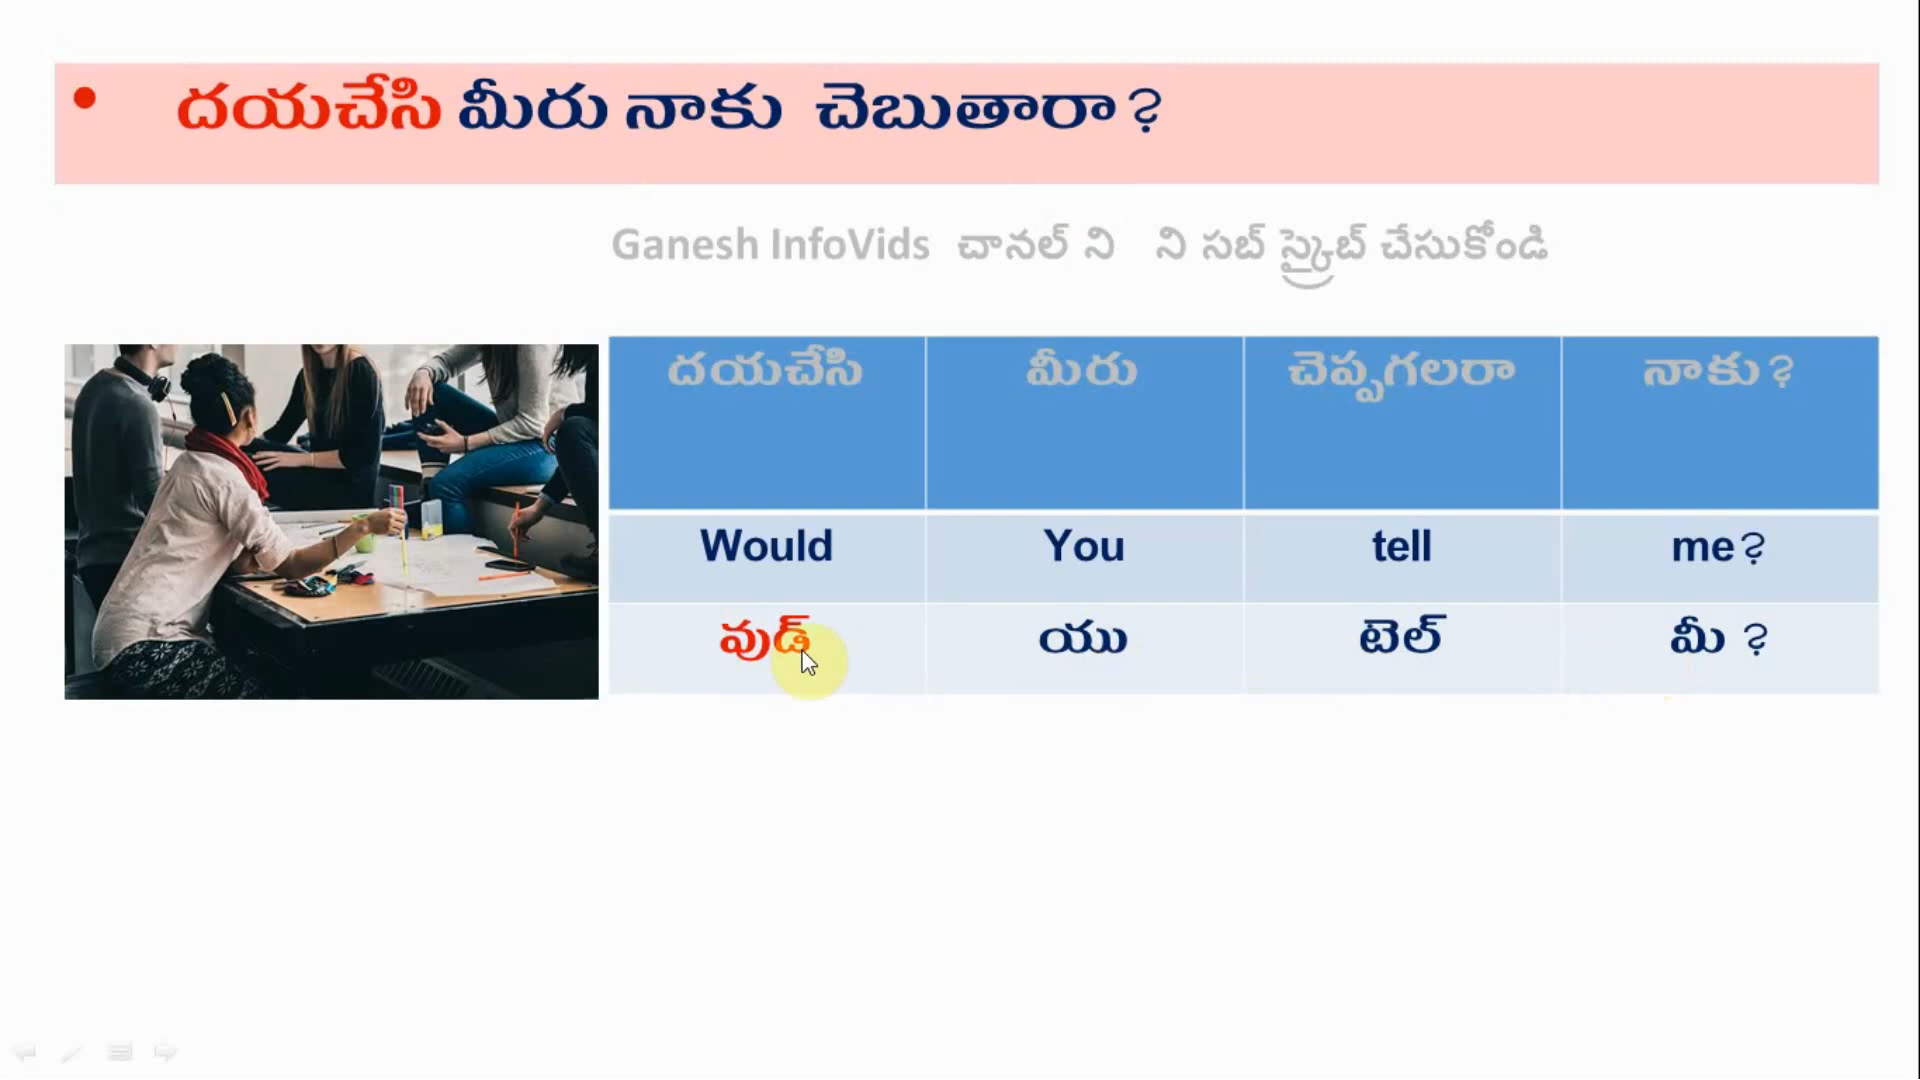 • దయచేసి మీరు నాకు చెబుతారా?
Ganesh InfoVids చానల్ ని ని సబ్ స్క్రైబ్ చేసుకోండి
దయచేసి మీరు చెప్పగలరా నాకు?
Would You tell me?
వుడ్ యు టెల్ మీ ?